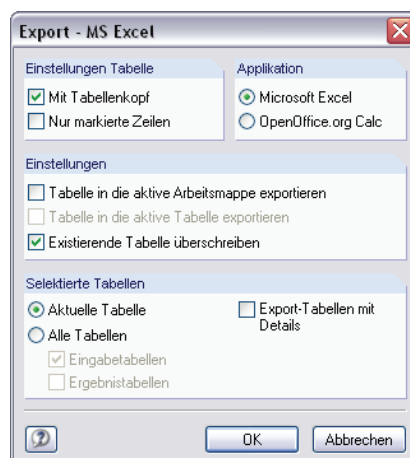 Export - MS Excel
Einstellungen Tabelle
Mit Tabellenkopf
Nur markierte Zeilen
Applikation
Microsoft Excel
OpenOffice.org Calc
Einstellungen
Tabelle in die aktive Arbeitsmappe exportieren
Tabelle in die aktive Tabelle exportieren
Existierende Tabelle überschreiben
Selektierte Tabellen
Aktuelle Tabelle
Alle Tabellen
Eingabetabellen
Ergebnistabellen
Export-Tabellen mit
Details
OK
Abbrechen